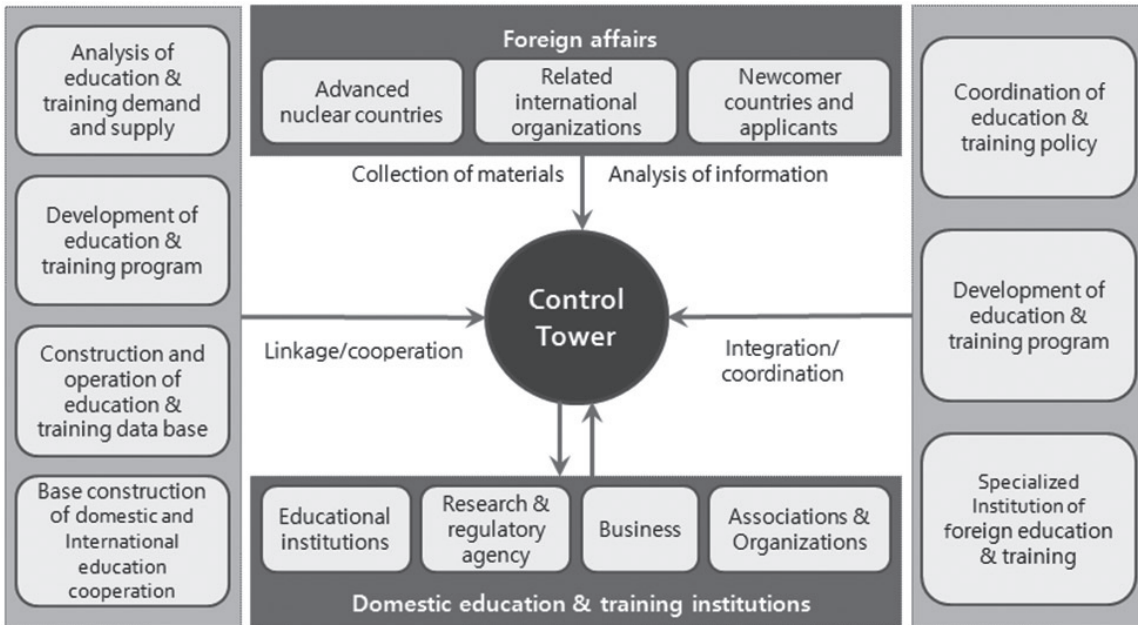 Analysis of
education &
training demand
and supply
Development of
education &
training program
Construction and
operation of
education &
training data base
Base construction
of domestic and
International
education
cooperation
Foreign affairs
Advanced
nuclear countries
Related
international
organizations
Newcomer
countries and
applicants
Collection of materials
Analysis of information
Control
Tower
Linkage/cooperation
Integration/
coordination
Educational
institutions
Research &
regulatory
agency
Business
Associations &
Organizations
Domestic education & training institutions
Coordination of
education &
training policy
Development of
education &
training program
Specialized
Institution of
foreign education
& training